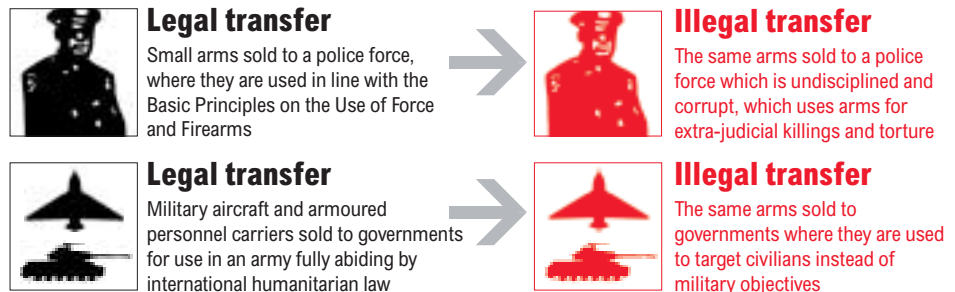 Legal transfer
Small arms sold to a police force,
where they are used in line with the
Basic Principles on the Use of Force
and Firearms
Illegal transfer
The same arms sold to a police
force which is undisciplined and
corrupt, which uses arms for
extra-judicial killings and torture
Legal transfer
Military aircraft and armoured
personnel carriers sold to governments
for use in an army fully abiding by
international humanitarian law
Illegal transfer
The same arms sold to
governments where they are used
to target civilians instead of
military objectives